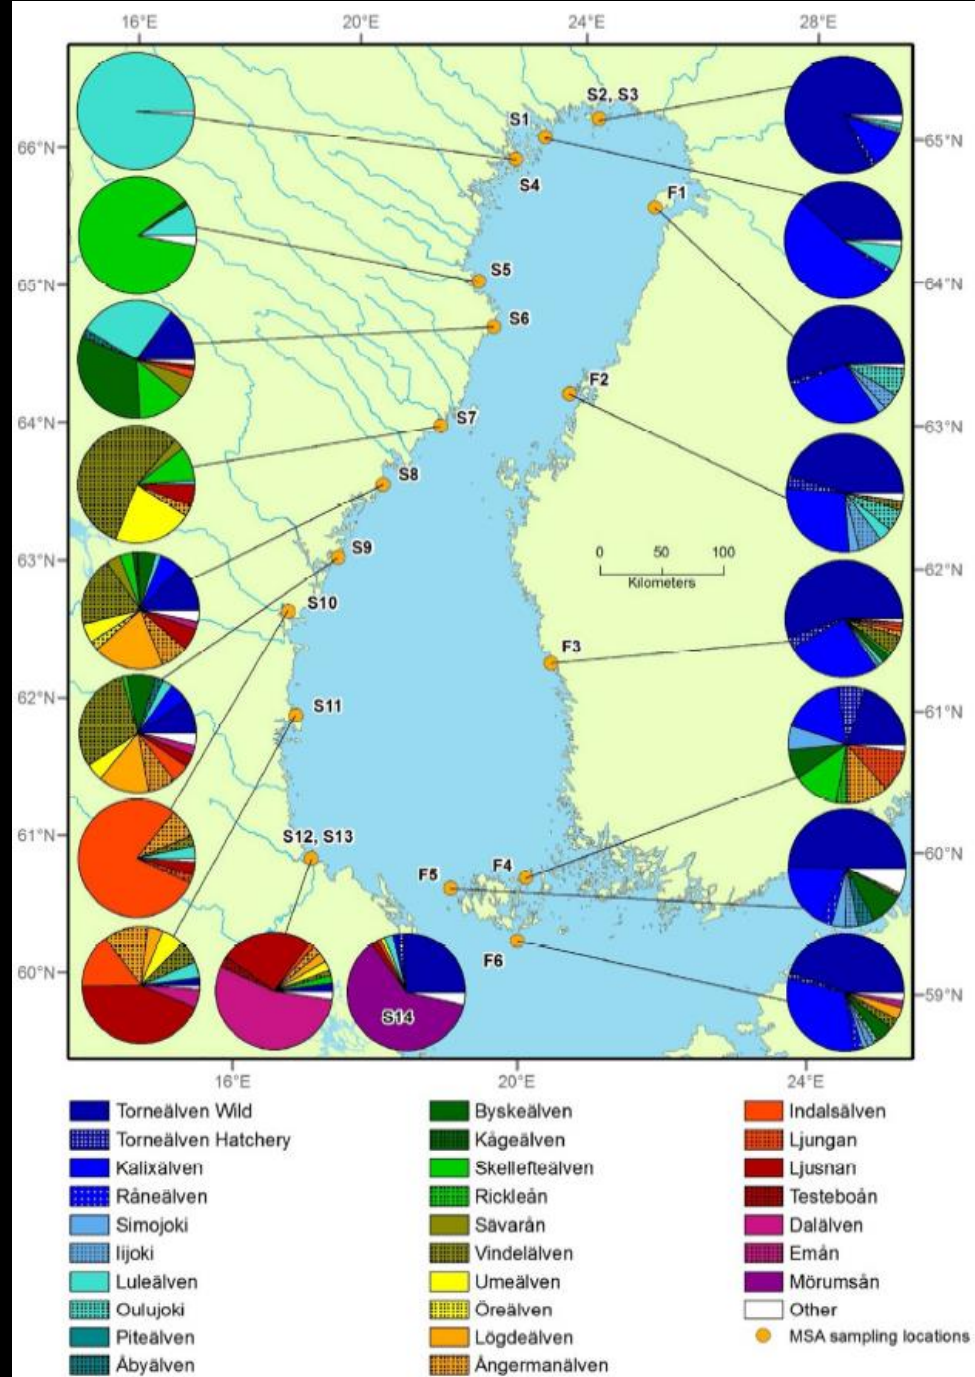 16°E 20°E 24°E 28°E
S2, S3
S1
66°N 65°N
S4
F1
S5
65°N 64°N
S6
F2
64°N S7 63°N
S8
S9
63°N 0 50 100 62°N
Kilometers
S10
F3
62°N S11 61°N
61°N S12, S13 60°N
F4
F5
F6
60°N 59°N
S14
16°E 20°E 24°E
Torneälven Wild
Torneälven Hatchery
Kalixälven
Råneälven
Simojoki
Iijoki
Luleälven
Oulujoki
Piteälven
Åbyälven
Byskeälven
Kågeälven
Skellefteälven
Rickleån
Sävarån
Vindelälven
Umeälven
Öreälven
Lögdeälven
Ångermanälven
Indalsälven
Ljungan
Ljusnan
Testeboån
Dalälven
Emån
Mörumsån
Other
MSA sampling locations